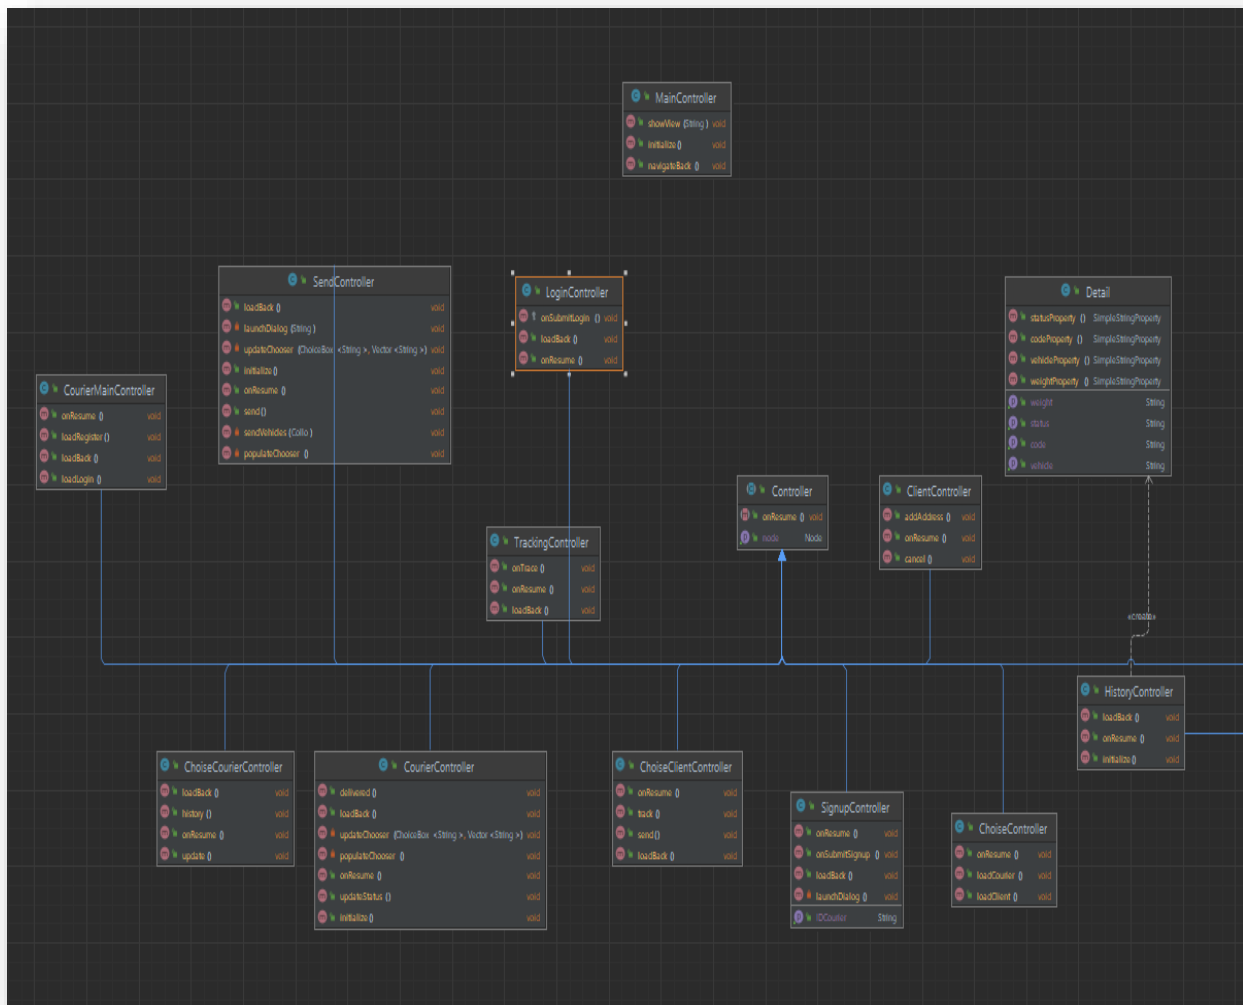 MainController
showView (String) void
initialize () void
navigateBack () void
SendController
loadBack () void
launchDialog (String) void
updateChooser (ChoiceBox <String>, Vector <String>) void
initialize () void
onResume () void
send () void
sendVehicles (Collo) void
populateChooser () void
LoginController
onSubmitLogin () void
loadBack () void
onResume () void
Detail
statusProperty () SimpleStringProperty
codeProperty () SimpleStringProperty
vehicleProperty () SimpleStringProperty
weightProperty () SimpleStringProperty
weight String
status String
code String
vehicle String
CourierMainController
onResume () void
loadRegister () void
loadBack () void
loadLogin () void
Controller
onResume () void
node Node
ClientController
addAddress () void
onResume () void
cancel () void
TrackingController
onTrace () void
onResume () void
loadBack () void
«create»
HistoryController
loadBack () void
onResume () void
initialize () void
ChoiseCourierController
loadBack () void
history () void
onResume () void
update () void
CourierController
delivered () void
loadBack () void
updateChooser (ChoiceBox <String>, Vector <String>) void
populateChooser () void
onResume () void
updateStatus () void
initialize () void
ChoiseClientController
onResume () void
track () void
send () void
loadBack () void
SignupController
onResume () void
onSubmitSignup () void
loadBack () void
launchDialog () void
IDCourier String
ChoiseController
onResume () void
loadCourier () void
loadClient () void